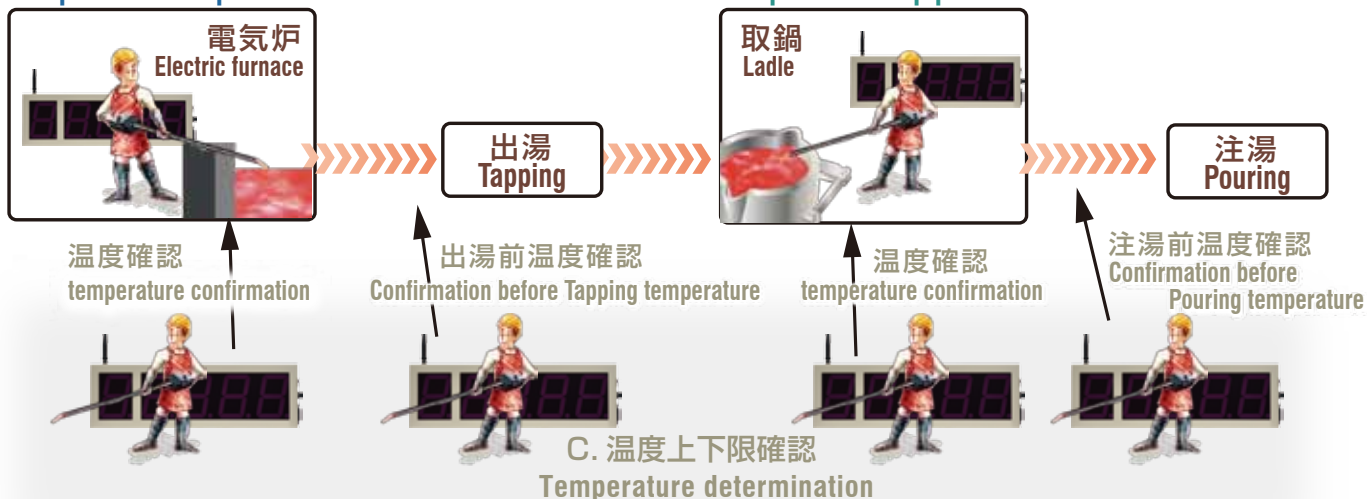 電気炉
Electric furnace
取鍋
Ladle
出湯
Tapping
注湯
Pouring
温度確認
temperature confirmation
出湯前温度確認
Confirmation before Tapping temperature
温度確認
temperature confirmation
注湯前温度確認
Confirmation before
Pouring temperature
C. 温度上下限確認
Temperature determination